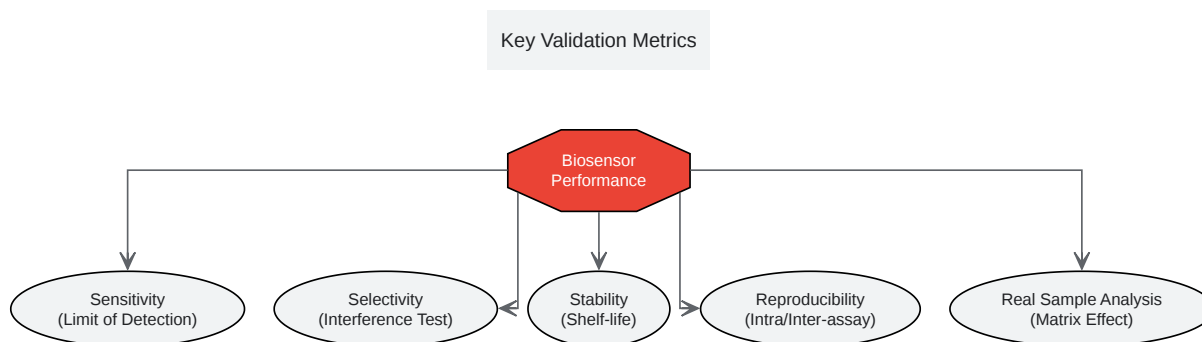 Key Validation Metrics
Biosensor
Performance
Sensitivity
(Limit of Detection)
Selectivity
(Interference Test)
Stability
(Shelf-life)
Reproducibility
(Intra/Inter-assay)
Real Sample Analysis
(Matrix Effect)